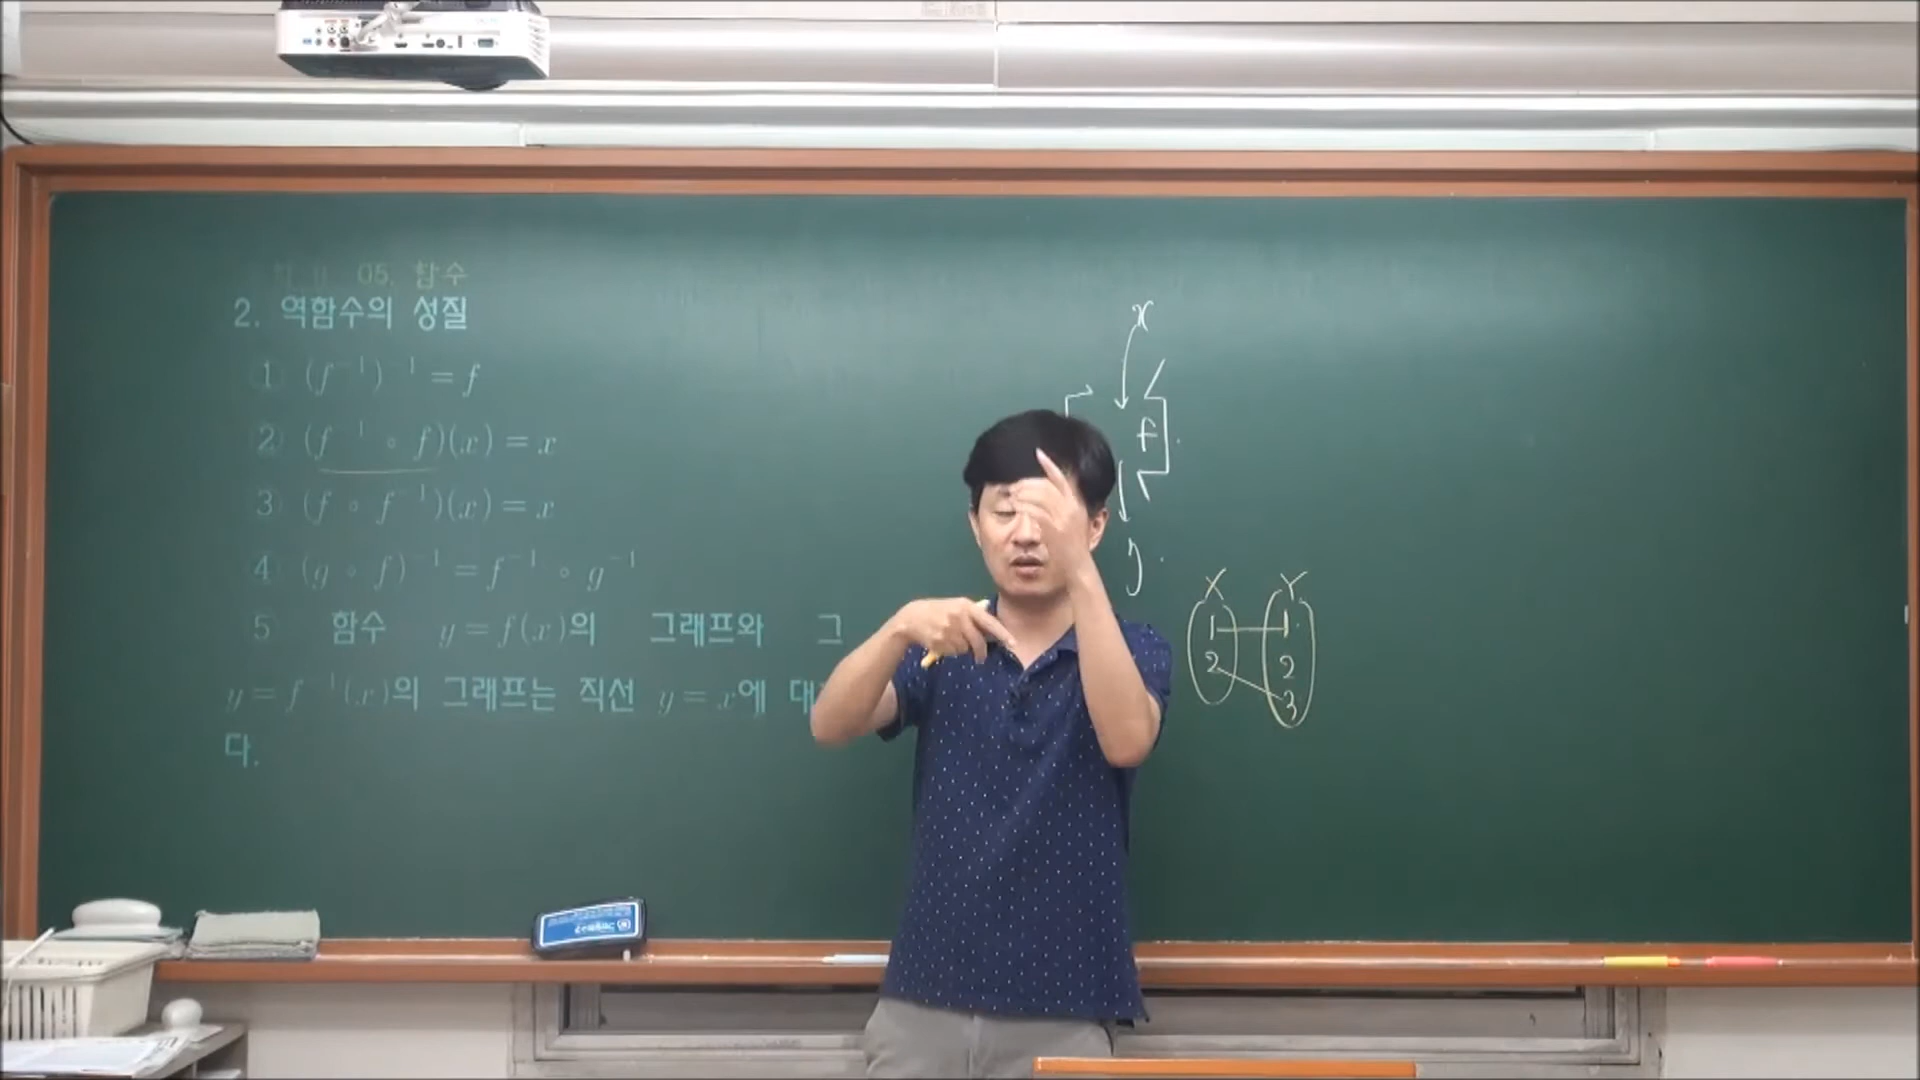 05. 함수
2. 역함수의 성질
① (f⁻¹)⁻¹ = f
② (f⁻¹ ∘ f)(x) = x
③ (f ∘ f⁻¹)(x) = x
④ (g ∘ f)⁻¹ = f⁻¹ ∘ g⁻¹
⑤ 함수 y = f(x)의 그래프와 그
y = f⁻¹(x)의 그래프는 직선 y = x에 대
다.
x
f
y
X Y
1 1
2 2
3